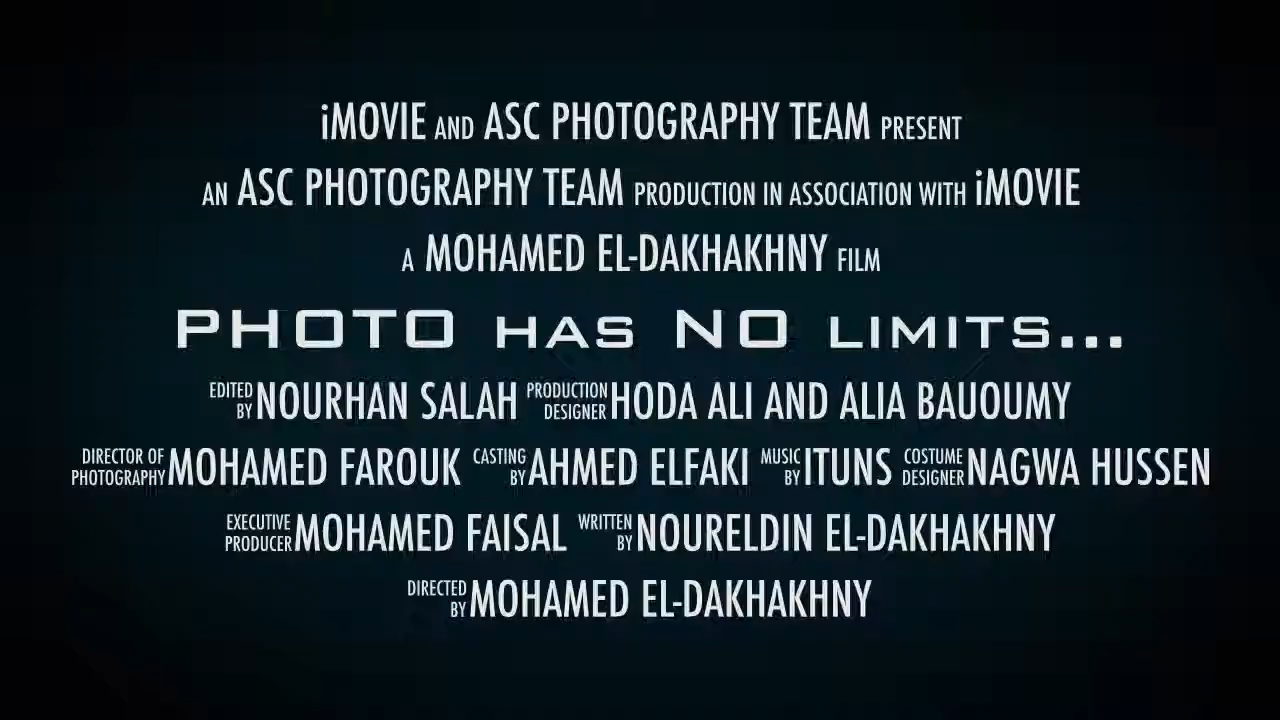 iMOVIE AND ASC PHOTOGRAPHY TEAM PRESENT
AN ASC PHOTOGRAPHY TEAM PRODUCTION IN ASSOCIATION WITH iMOVIE
A MOHAMED EL-DAKHAKHNY FILM
PHOTO HAS NO LIMITS...
EDITED BY NOURHAN SALAH PRODUCTION DESIGNER HODA ALI AND ALIA BAUOUMY
DIRECTOR OF PHOTOGRAPHY MOHAMED FAROUK CASTING BY AHMED ELFAKI MUSIC BY ITUNS COSTUME DESIGNER NAGWA HUSSEN
EXECUTIVE PRODUCER MOHAMED FAISAL WRITTEN BY NOURELDIN EL-DAKHAKHNY
DIRECTED BY MOHAMED EL-DAKHAKHNY